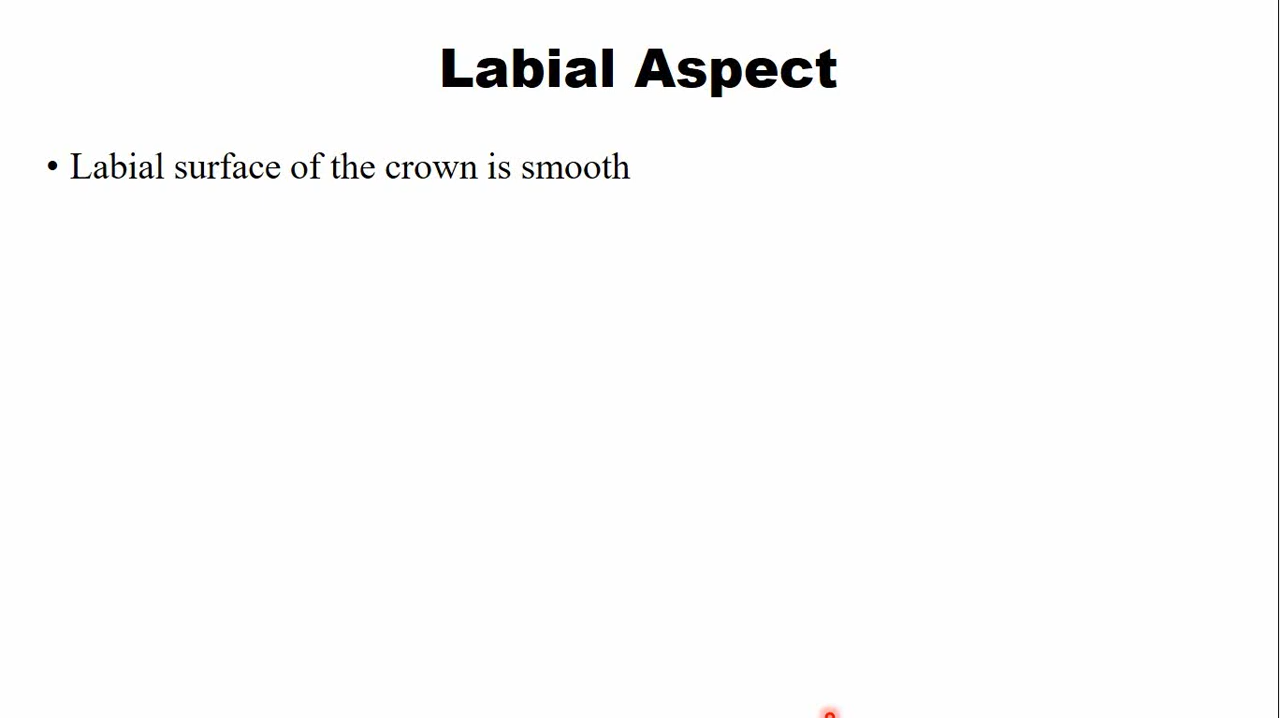 Labial Aspect
• Labial surface of the crown is smooth